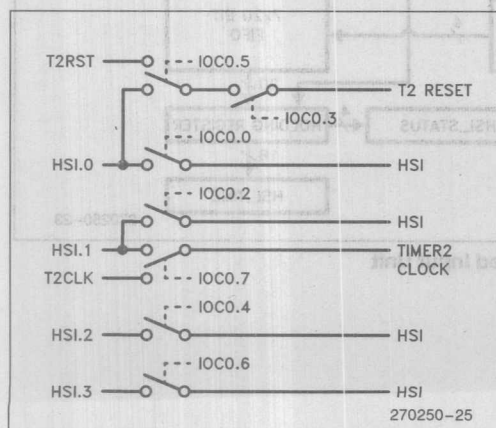 T2RST
IOC0.5
T2 RESET
IOC0.3
IOC0.0
HSI.0
HSI
IOC0.2
HSI
HSI.1
TIMER2
CLOCK
T2CLK
IOC0.7
IOC0.4
HSI.2
HSI
IOC0.6
HSI.3
HSI
270250-25